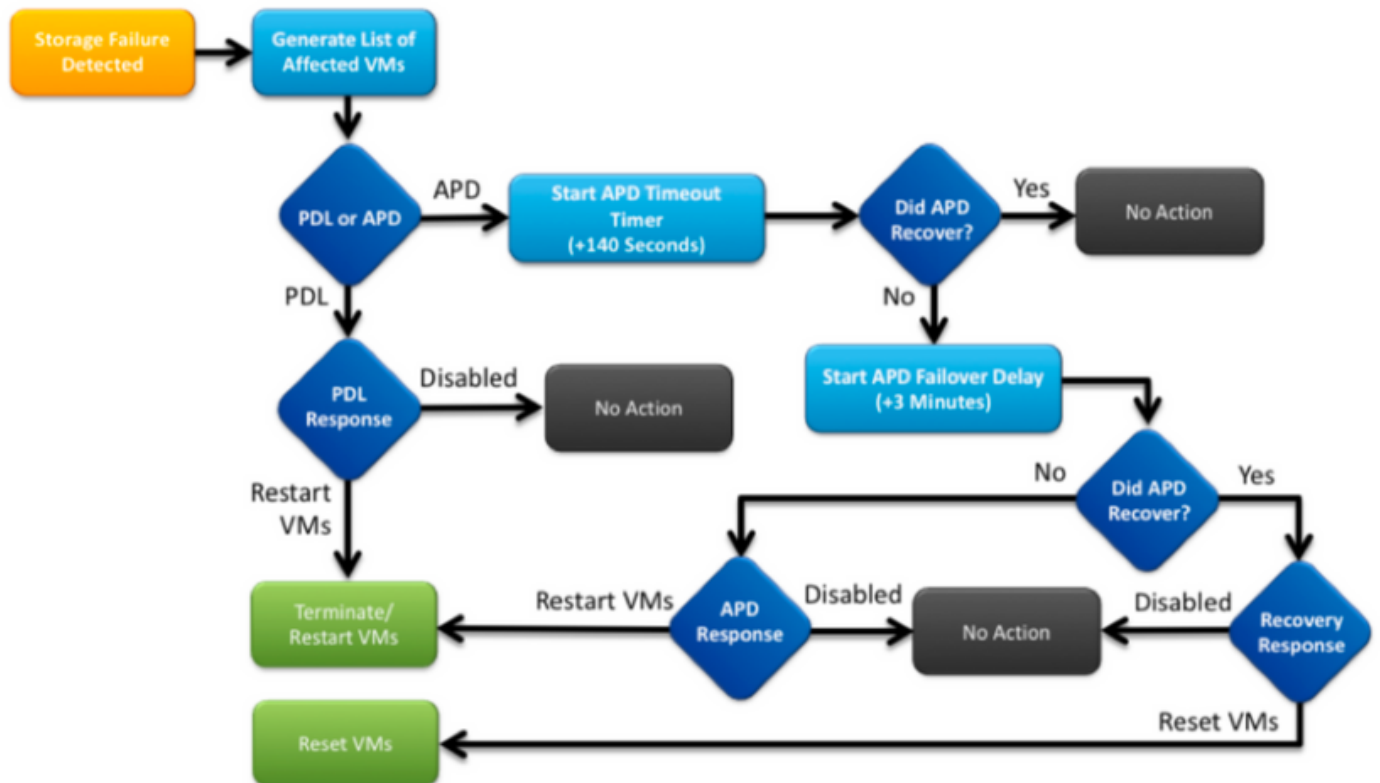 Storage Failure
Detected
Generate List of
Affected VMs
PDL or APD
APD
Start APD Timeout
Timer
(+140 Seconds)
Did APD
Recover?
Yes
No Action
PDL
No
PDL
Response
Disabled
No Action
Start APD Failover Delay
(+3 Minutes)
Restart
VMs
No
Did APD
Recover?
Yes
Terminate/
Restart VMs
Restart VMs
APD
Response
Disabled
No Action
Disabled
Recovery
Response
Reset VMs
Reset VMs